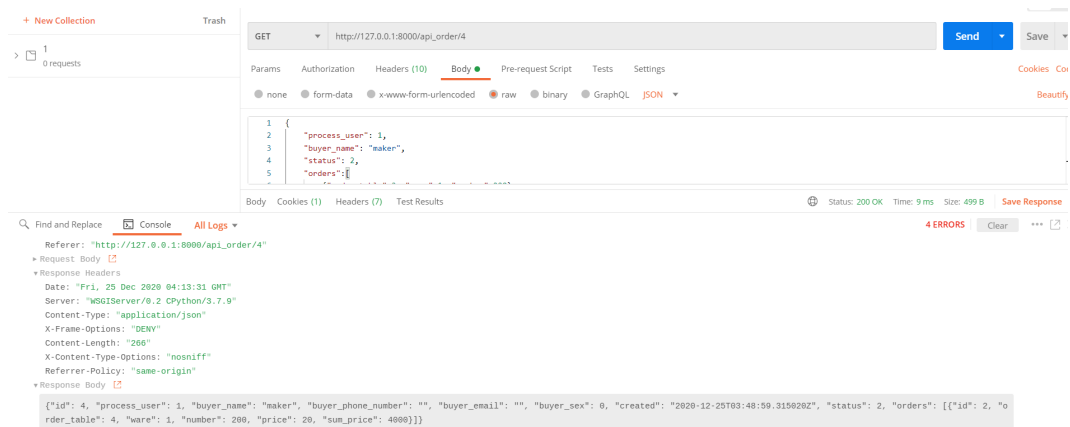 + New Collection
Trash
1
0 requests
GET
http://127.0.0.1:8000/api_order/4
Send
Save
Params Authorization Headers (10) Body Pre-request Script Tests Settings
Cookies
none form-data x-www-form-urlencoded raw binary GraphQL JSON
Beautify
1 {
2 "process_user": 1,
3 "buyer_name": "maker",
4 "status": 2,
5 "orders":[
Body Cookies (1) Headers (7) Test Results
Status: 200 OK Time: 9 ms Size: 499 B Save Response
Find and Replace Console All Logs
4 ERRORS Clear
Referer: "http://127.0.0.1:8000/api_order/4"
Request Body
Response Headers
Date: "Fri, 25 Dec 2020 04:13:31 GMT"
Server: "WSGIServer/0.2 CPython/3.7.9"
Content-Type: "application/json"
X-Frame-Options: "DENY"
Content-Length: "266"
X-Content-Type-Options: "nosniff"
Referrer-Policy: "same-origin"
Response Body
{"id": 4, "process_user": 1, "buyer_name": "maker", "buyer_phone_number": "", "buyer_email": "", "buyer_sex": 0, "created": "2020-12-25T03:48:59.315020Z", "status": 2, "orders": [{"id": 2, "o
rder_table": 4, "ware": 1, "number": 200, "price": 20, "sum_price": 4000}]}